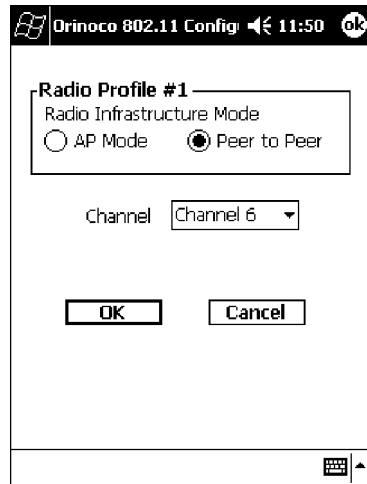 Orinoco 802.11 Config 11:50 ok
Radio Profile #1
Radio Infrastructure Mode
AP Mode Peer to Peer
Channel Channel 6
OK Cancel